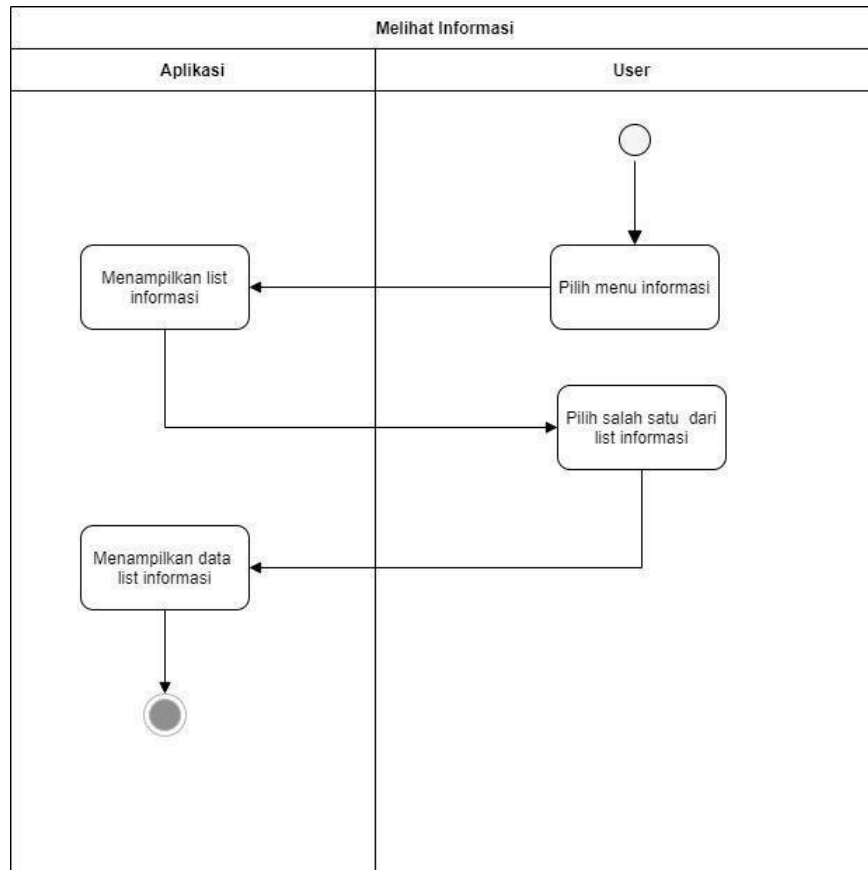 Melihat Informasi
Aplikasi
User
Menampilkan list
informasi
Pilih menu informasi
Pilih salah satu dari
list informasi
Menampilkan data
list informasi